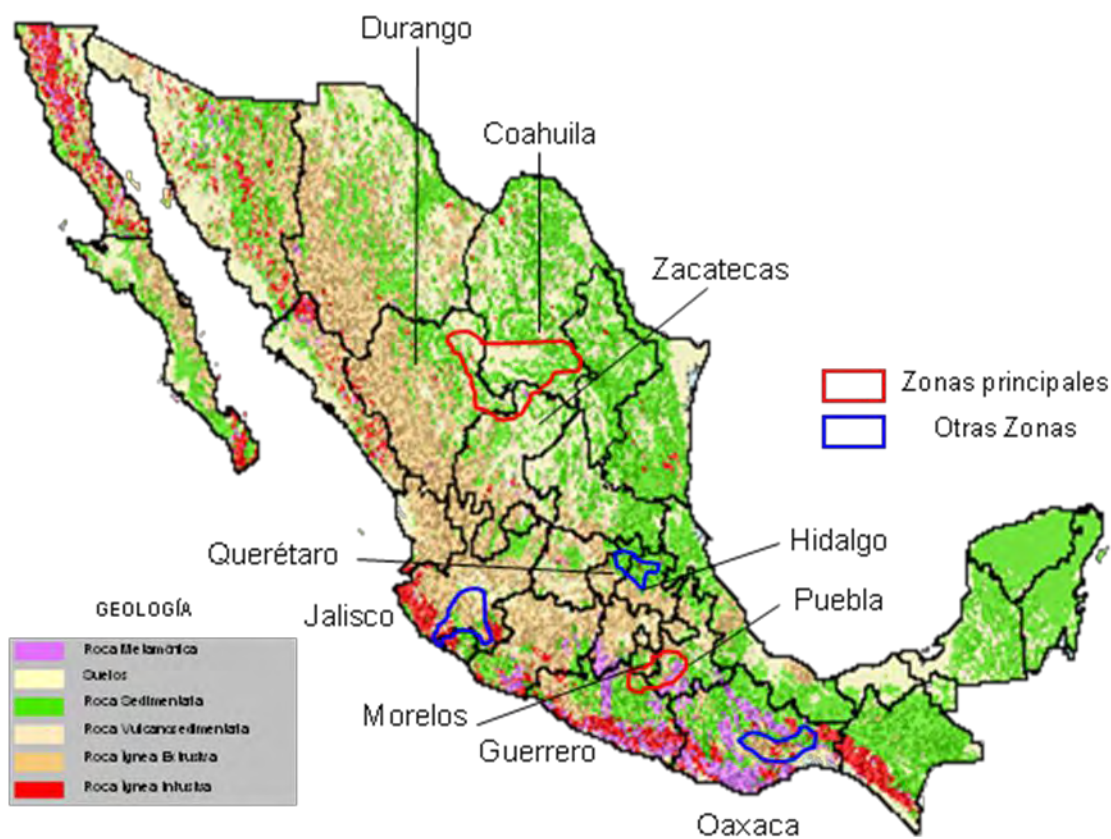 Durango
Coahuila
Zacatecas
Zonas principales
Otras Zonas
Querétaro
Hidalgo
Jalisco
Puebla
Morelos
Guerrero
Oaxaca
GEOLOGÍA
Roca Metamórfica
Suelos
Roca Sedimentaria
Roca Vulcanosedimentaria
Roca Ígnea Extrusiva
Roca Ígnea Intrusiva